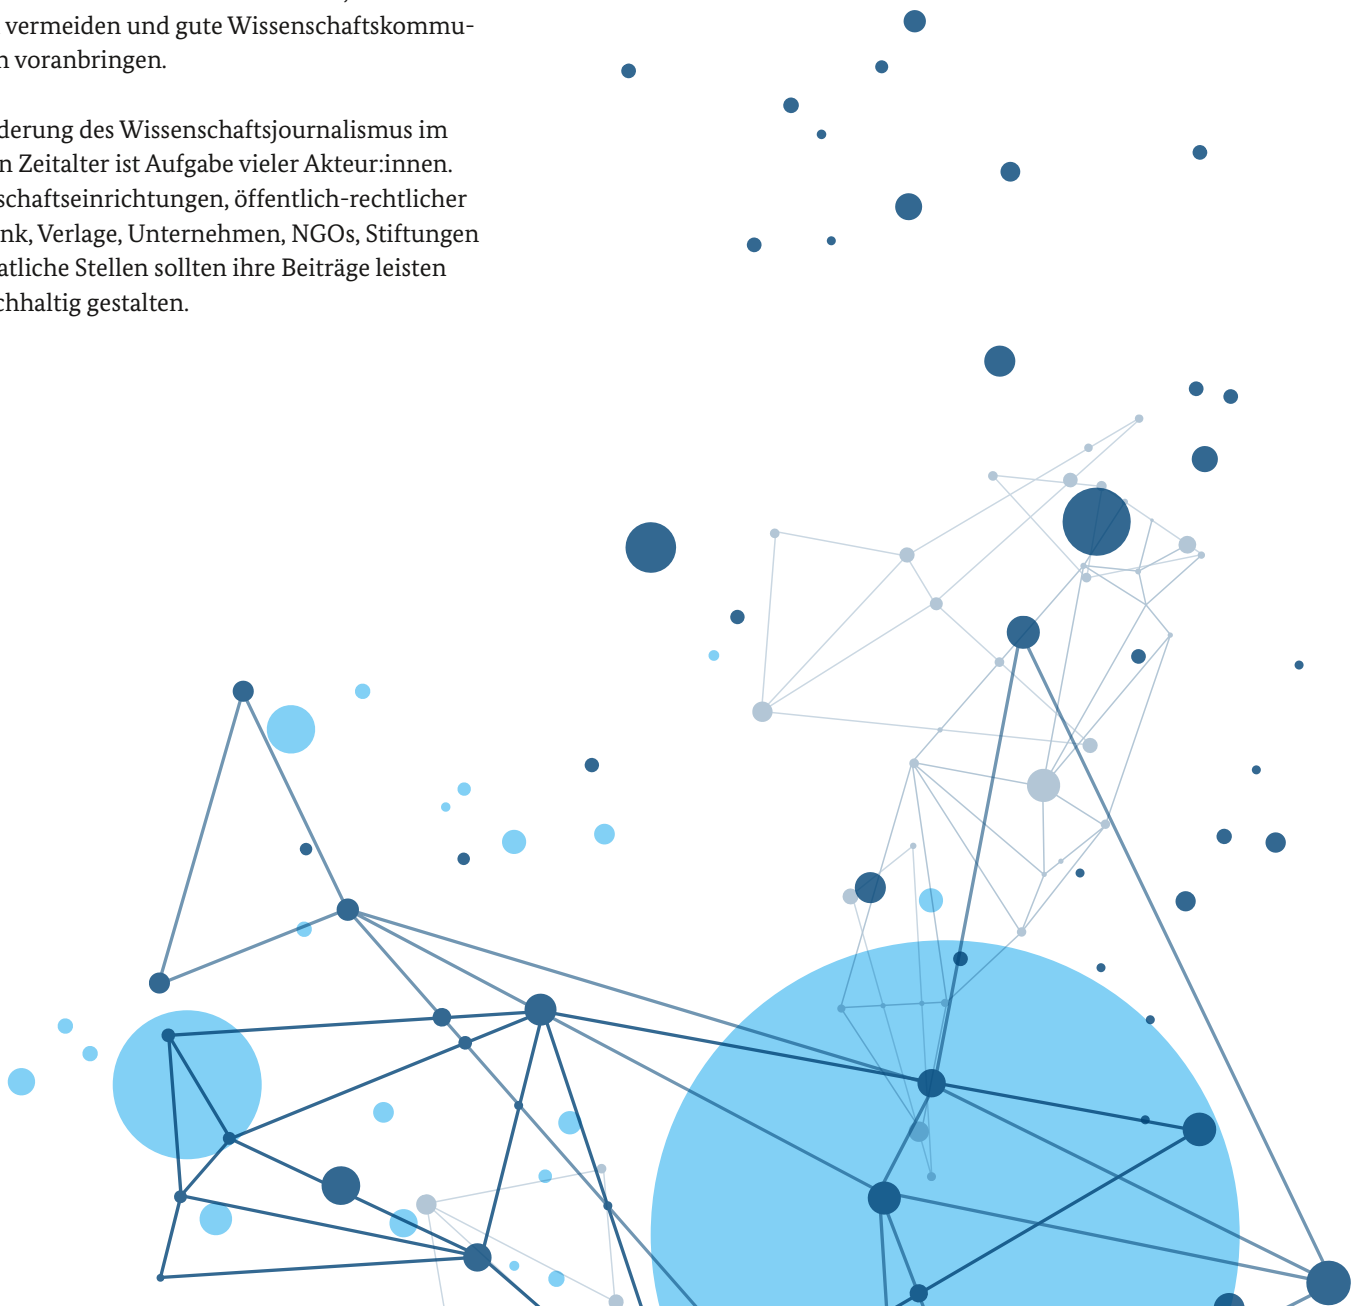 vermeiden und gute Wissenschaftskommu-
n voranbringen.
derung des Wissenschaftsjournalismus im
n Zeitalter ist Aufgabe vieler Akteur:innen.
schaftseinrichtungen, öffentlich-rechtlicher
nk, Verlage, Unternehmen, NGOs, Stiftungen
atliche Stellen sollten ihre Beiträge leisten
chhaltig gestalten.